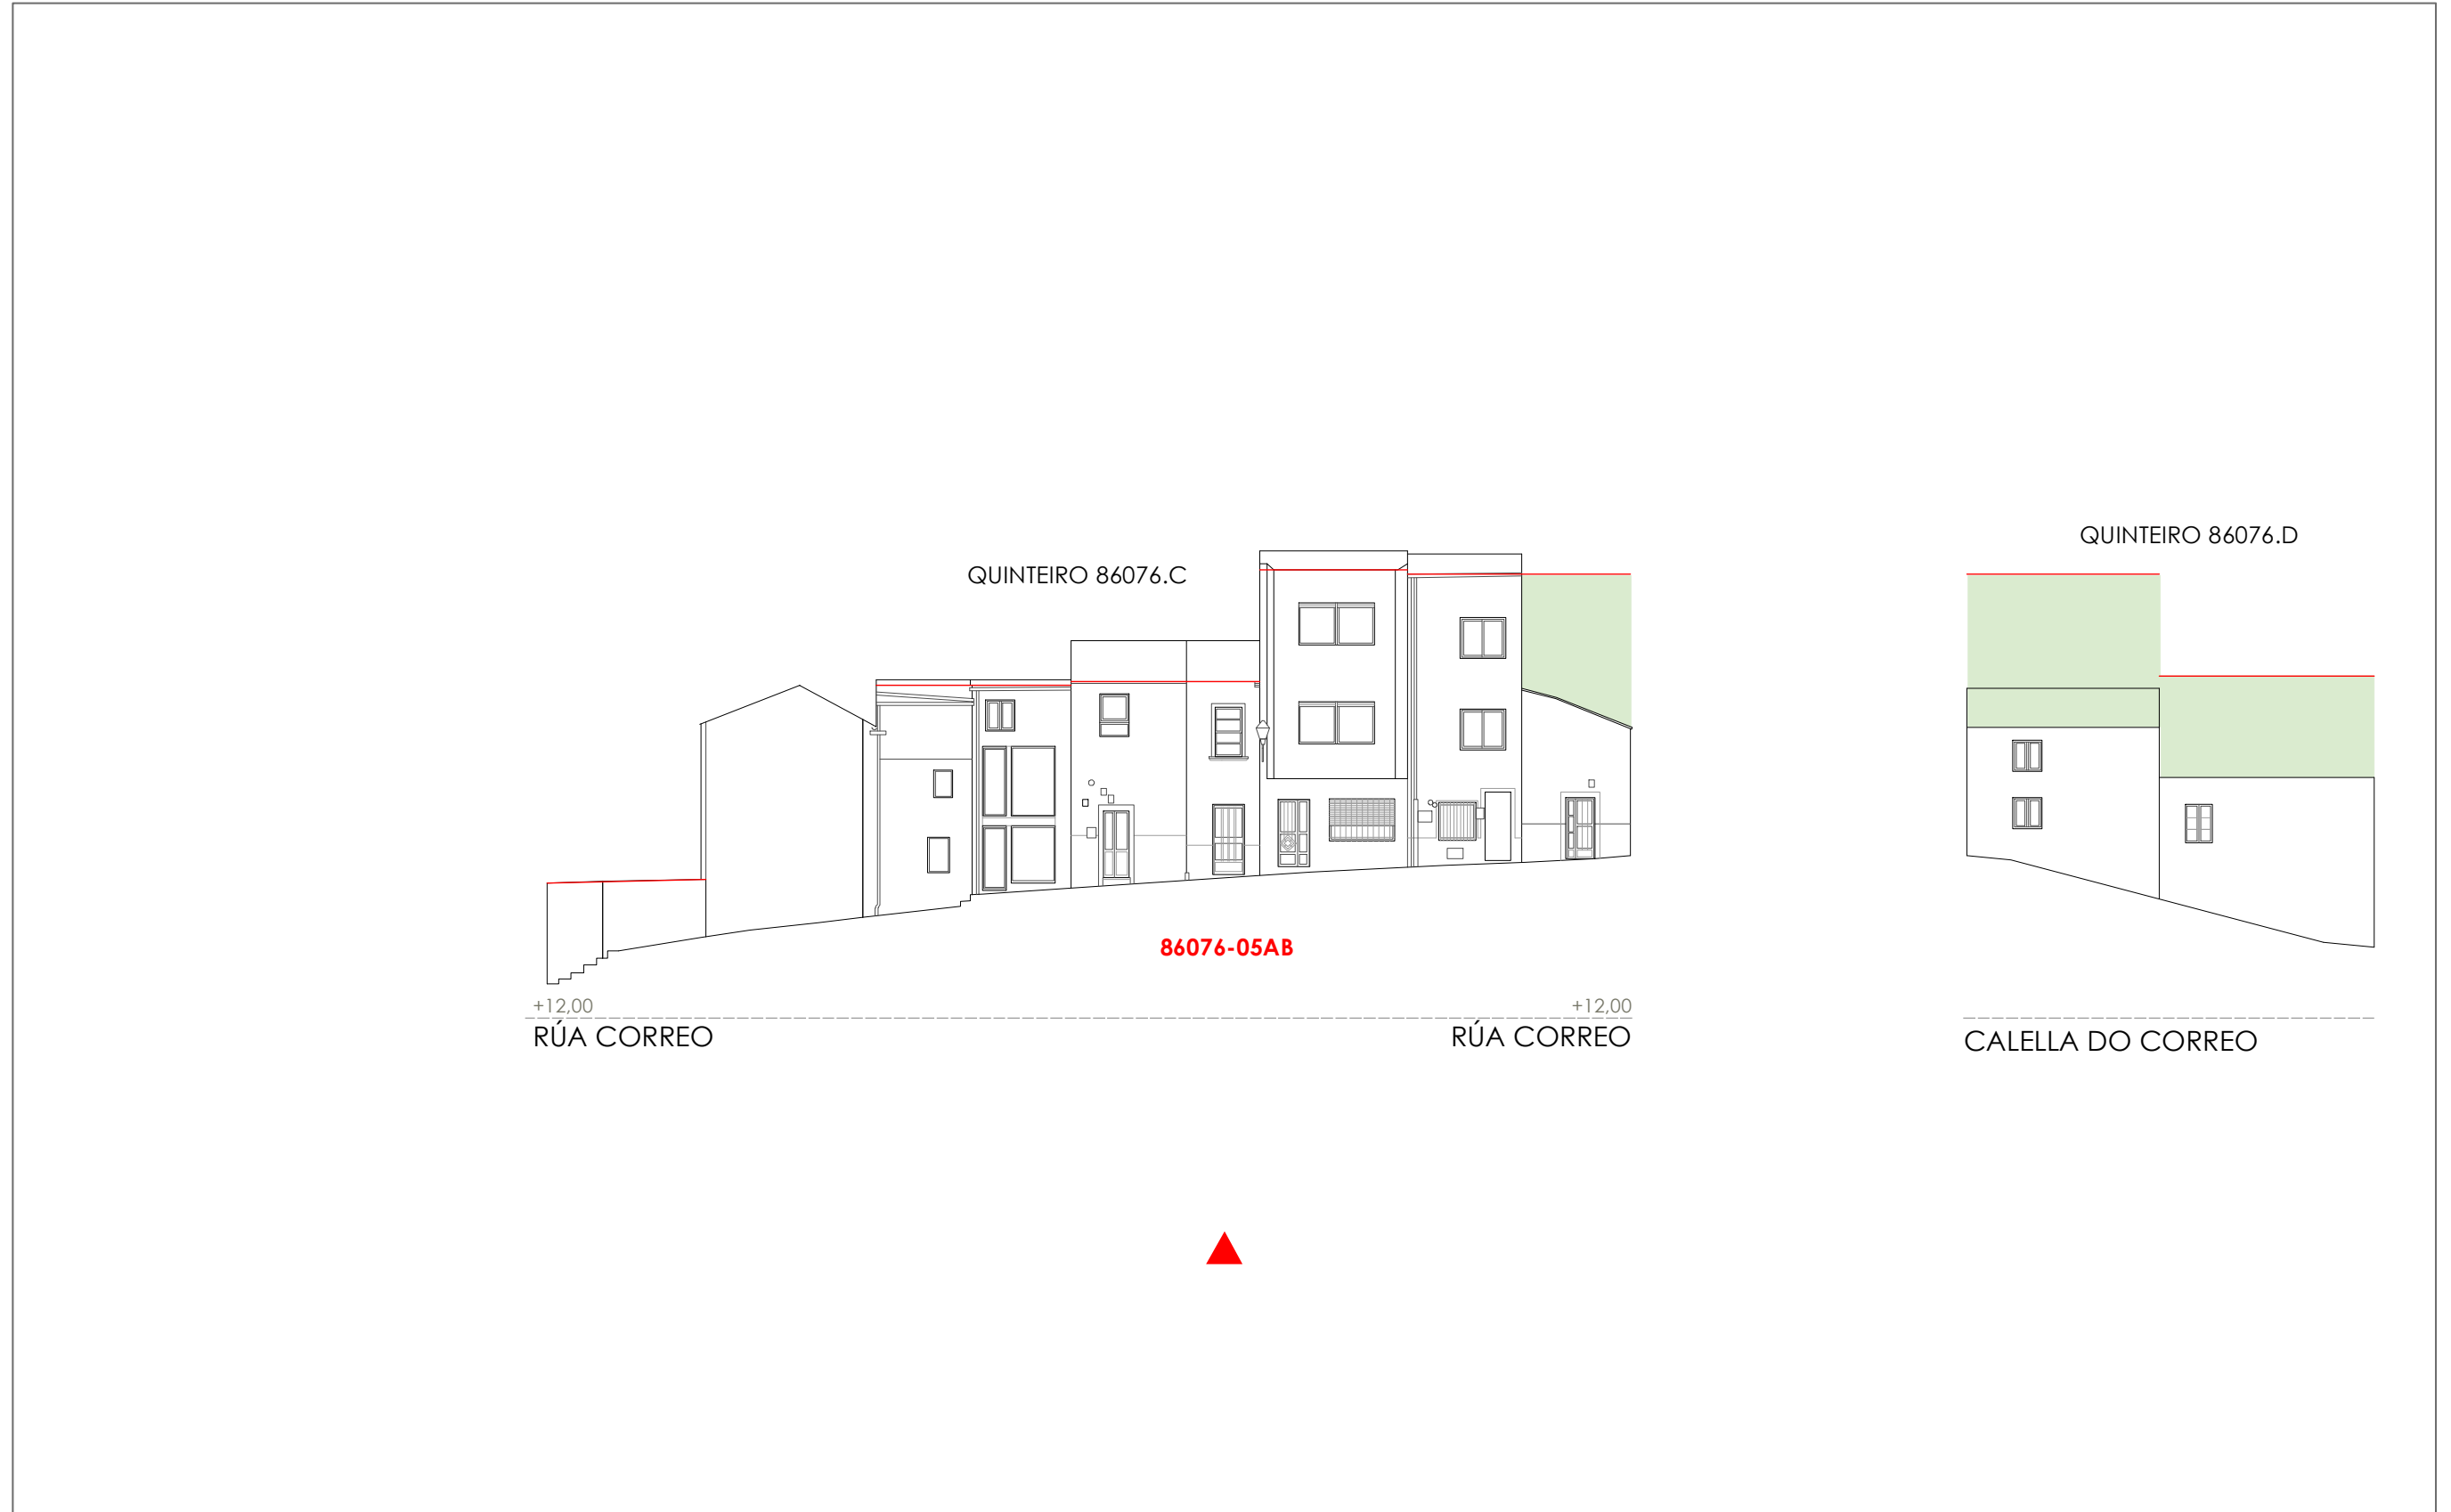 QUINTEIRO 86076.D
QUINTEIRO 86076.C
86076-05AB
+12,00
+12,00
RÚA CORREO
RÚA CORREO
CALELLA DO CORREO